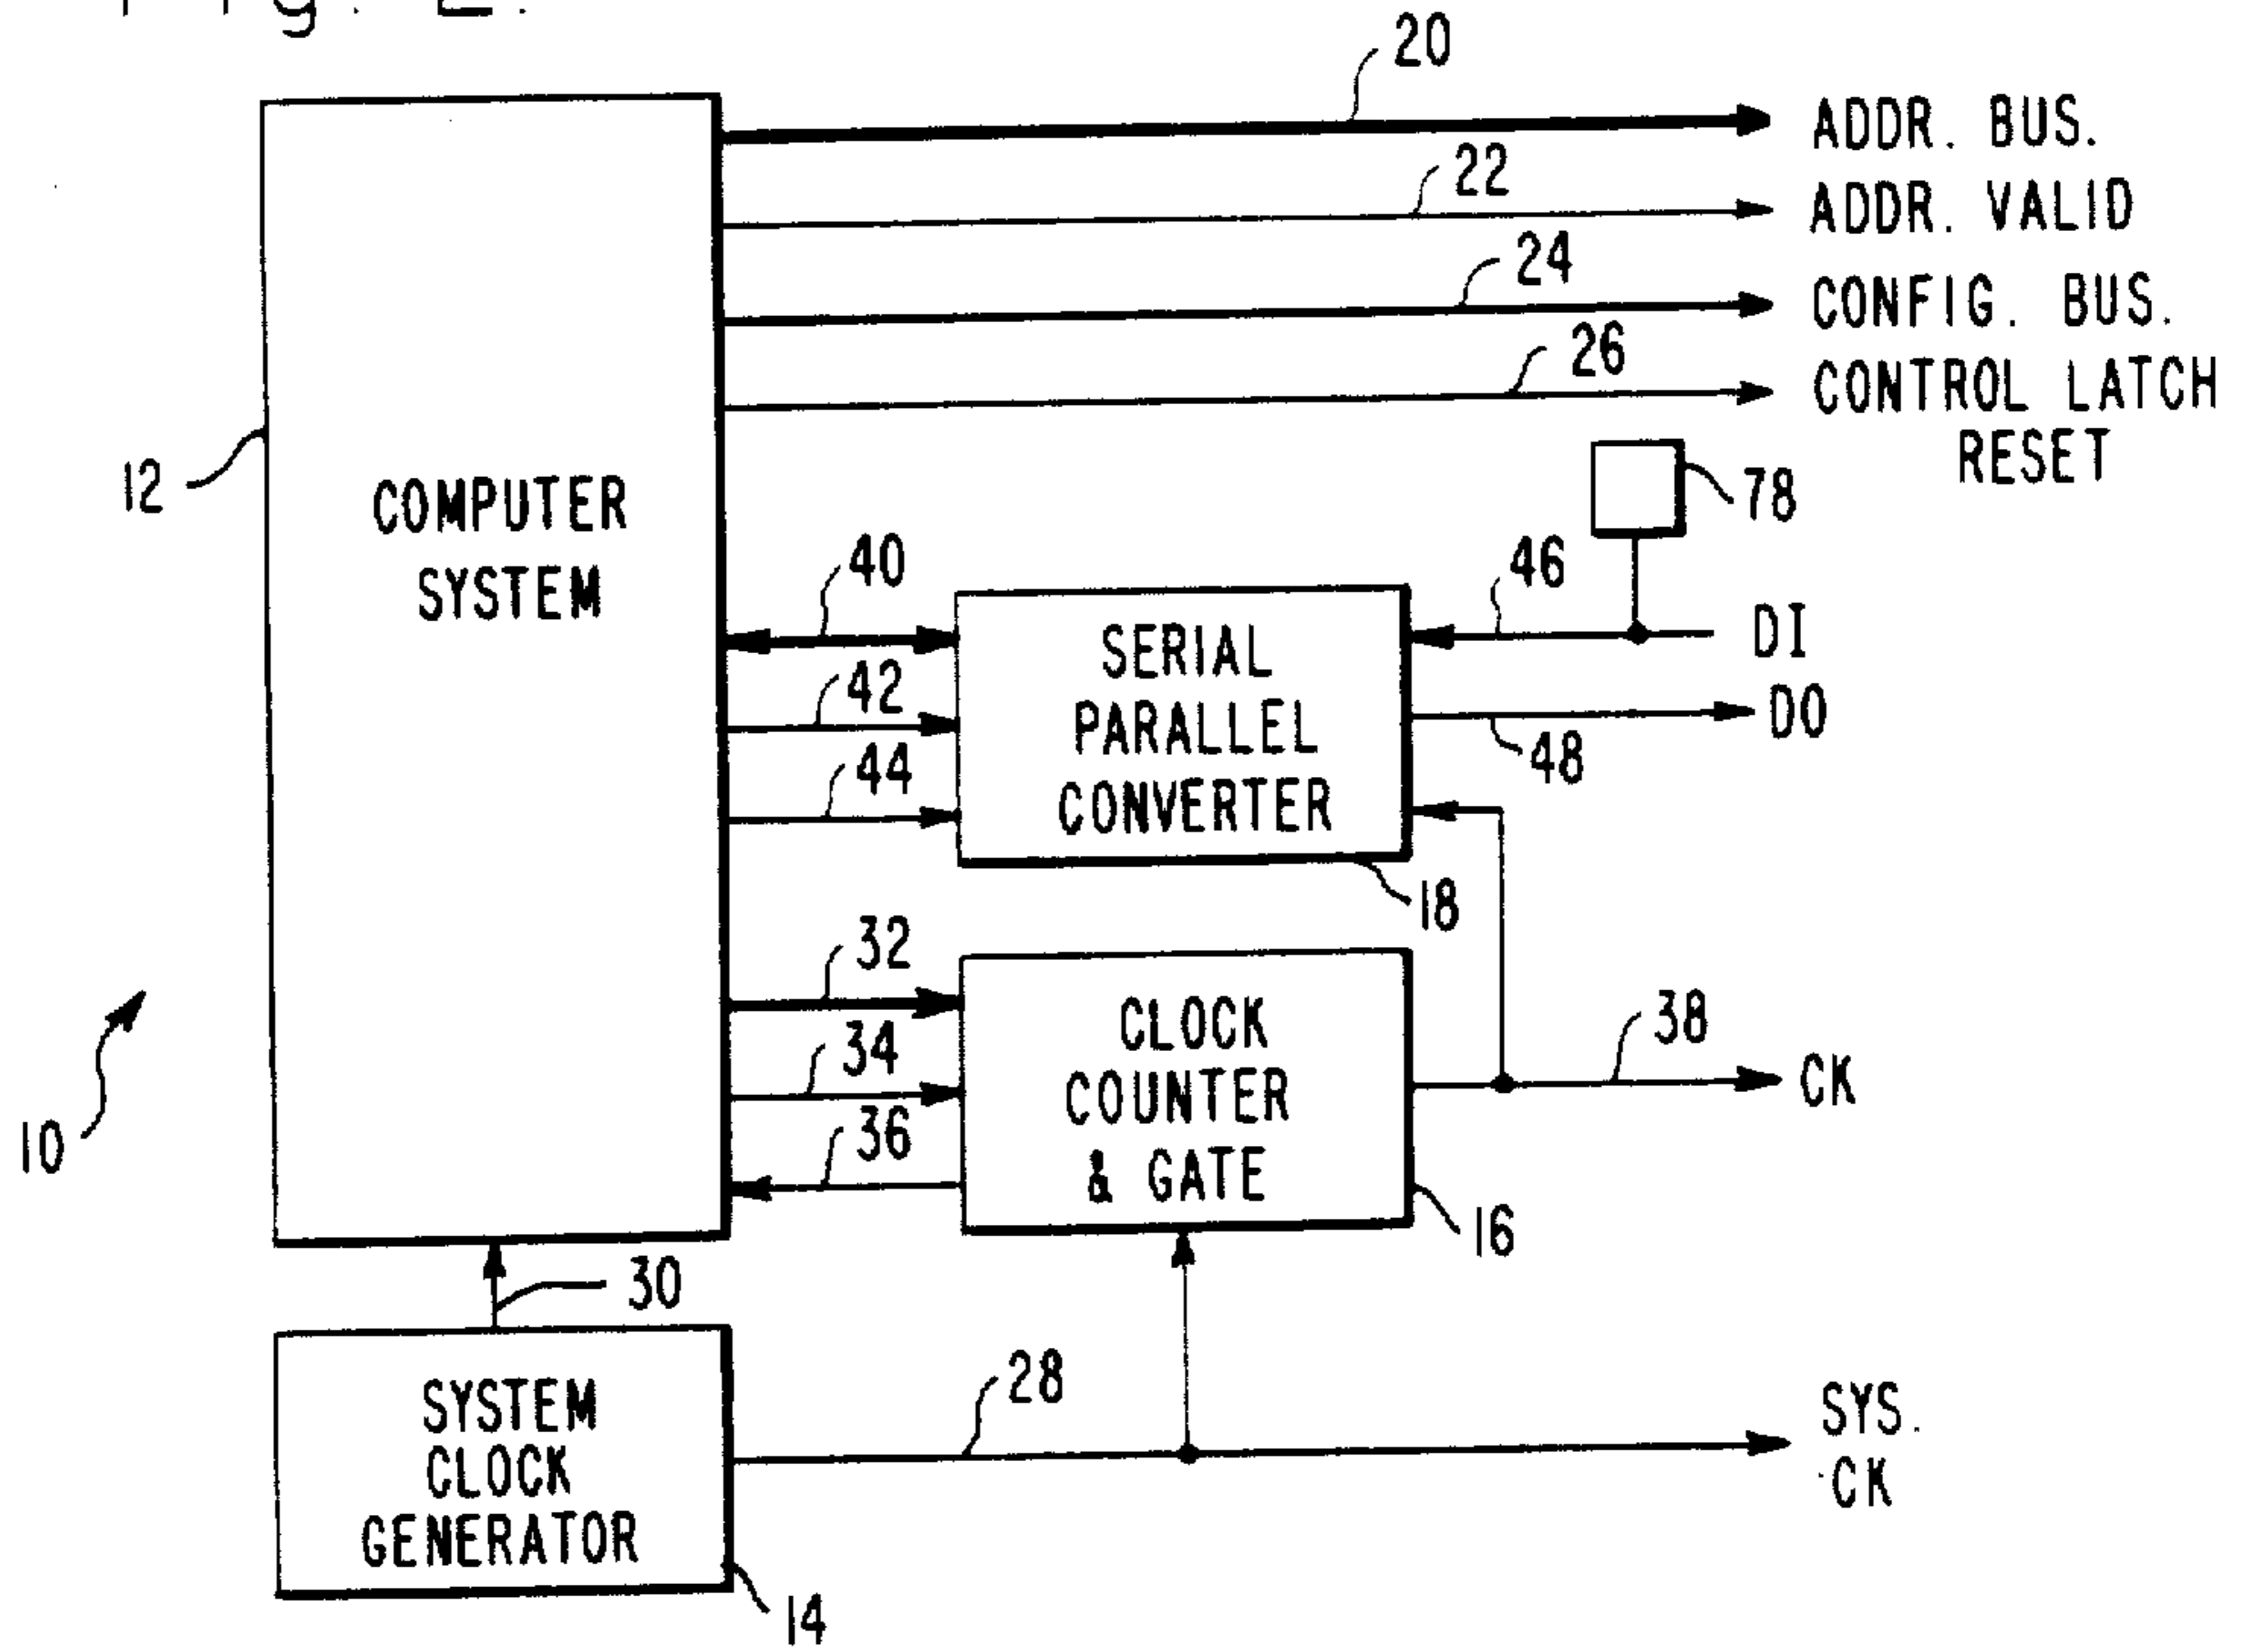 20
ADDR. BUS.
22
ADDR. VALID
24
CONFIG. BUS.
26
CONTROL LATCH
RESET
78
12
COMPUTER
SYSTEM
40
42
44
SERIAL
PARALLEL
CONVERTER
46
DI
DO
48
18
32
34
36
CLOCK
COUNTER
& GATE
38
CK
16
10
30
SYSTEM
CLOCK
GENERATOR
14
28
SYS.
CK